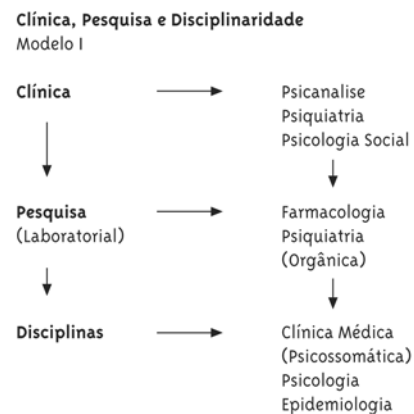 Clínica, Pesquisa e Disciplinaridade
Modelo I
Clínica
Psicanalise
Psiquiatria
Psicologia Social
Pesquisa
(Laboratorial)
Farmacologia
Psiquiatria
(Orgânica)
Disciplinas
Clínica Médica
(Psicossomática)
Psicologia
Epidemiologia